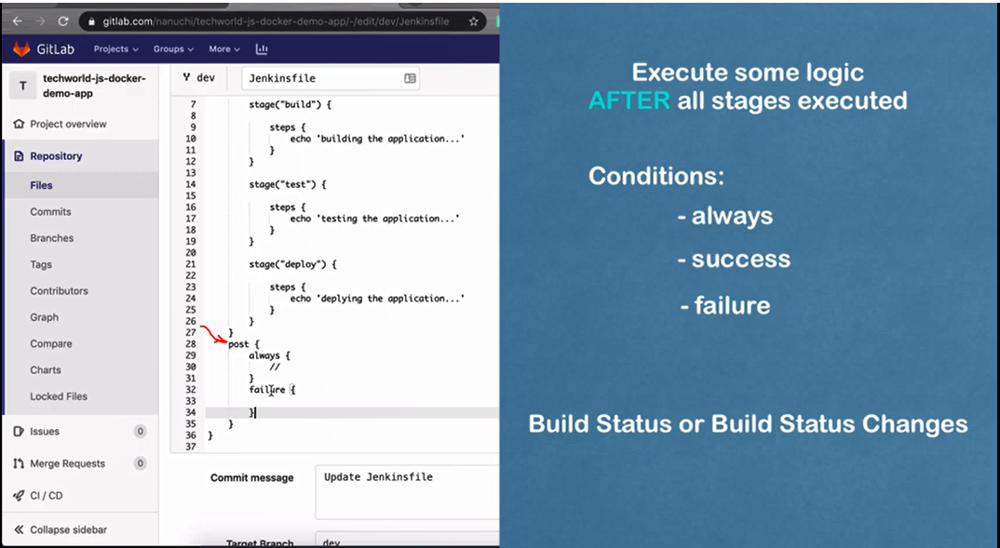 gitlab.com/nanuchi/techworld-js-docker-demo-app/-/edit/dev/Jenkinsfile
GitLab
Projects
Groups
More
T
techworld-js-docker-demo-app
Project overview
Repository
Files
Commits
Branches
Tags
Contributors
Graph
Compare
Charts
Locked Files
Issues 0
Merge Requests 0
CI / CD
Collapse sidebar
dev
Jenkinsfile
7 stage("build") {
8
9 steps {
10 echo 'building the application...'
11 }
12 }
13
14 stage("test") {
15
16 steps {
17 echo 'testing the application...'
18 }
19 }
20
21 stage("deploy") {
22
23 steps {
24 echo 'deplying the application...'
25 }
26 }
27 }
28 post {
29 always {
30 //
31 }
32 failure {
33
34 }
35 }
36 }
37
Commit message
Update Jenkinsfile
Target Branch
dev
Execute some logic
AFTER all stages executed
Conditions:
- always
- success
- failure
Build Status or Build Status Changes